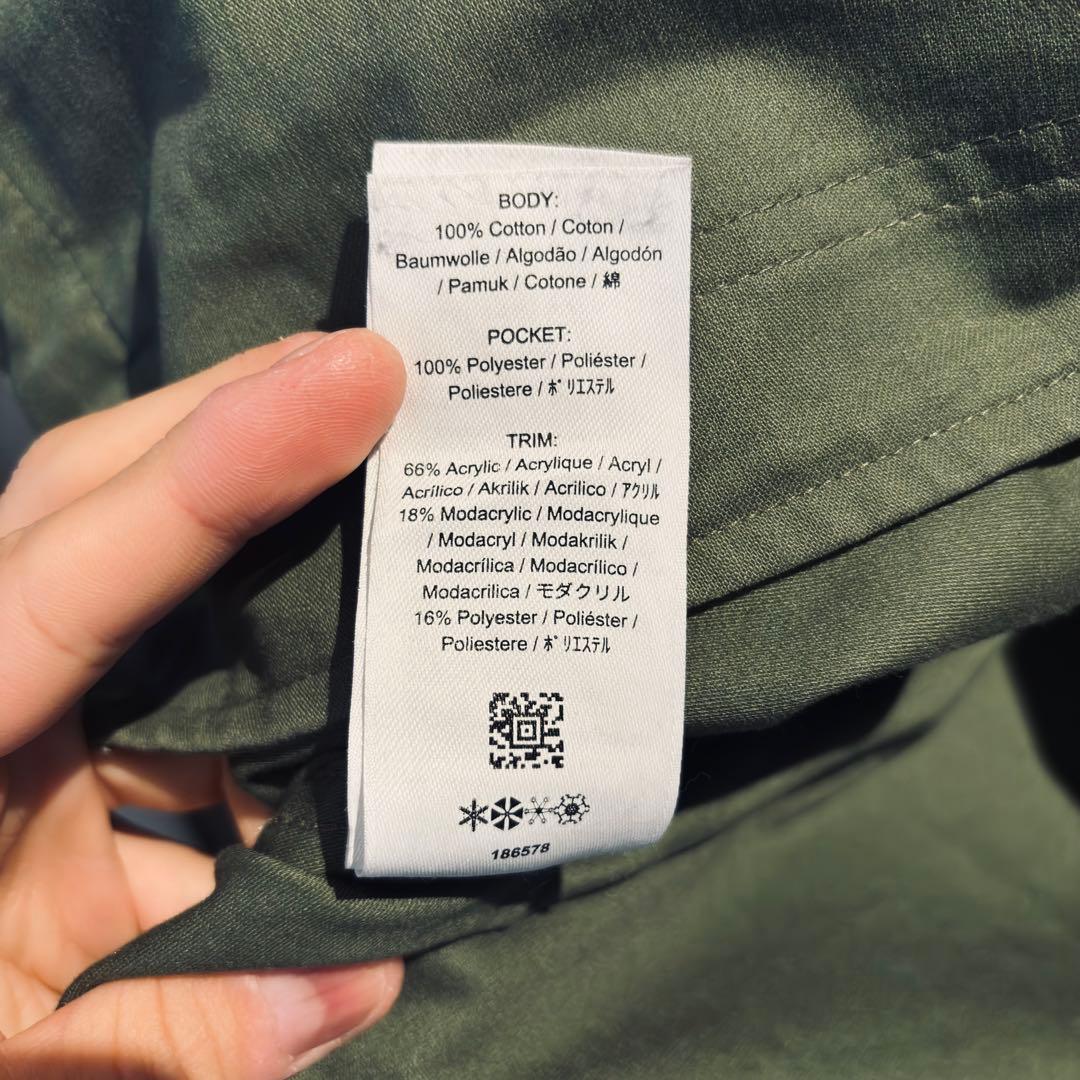 BODY:
100% Cotton / Coton /
Baumwolle / Algodão / Algodón
/ Pamuk / Cotone / 綿
POCKET:
100% Polyester / Poliéster /
Poliestere / ﾎﾟﾘｴｽﾃﾙ
TRIM:
66% Acrylic / Acrylique / Acryl /
Acrílico / Akrilik / Acrilico / ｱｸﾘﾙ
18% Modacrylic / Modacrylique
/ Modacryl / Modakrilik /
Modacrílica / Modacrílico /
Modacrilica / モダクリル
16% Polyester / Poliéster /
Poliestere / ﾎﾟﾘｴｽﾃﾙ
186578